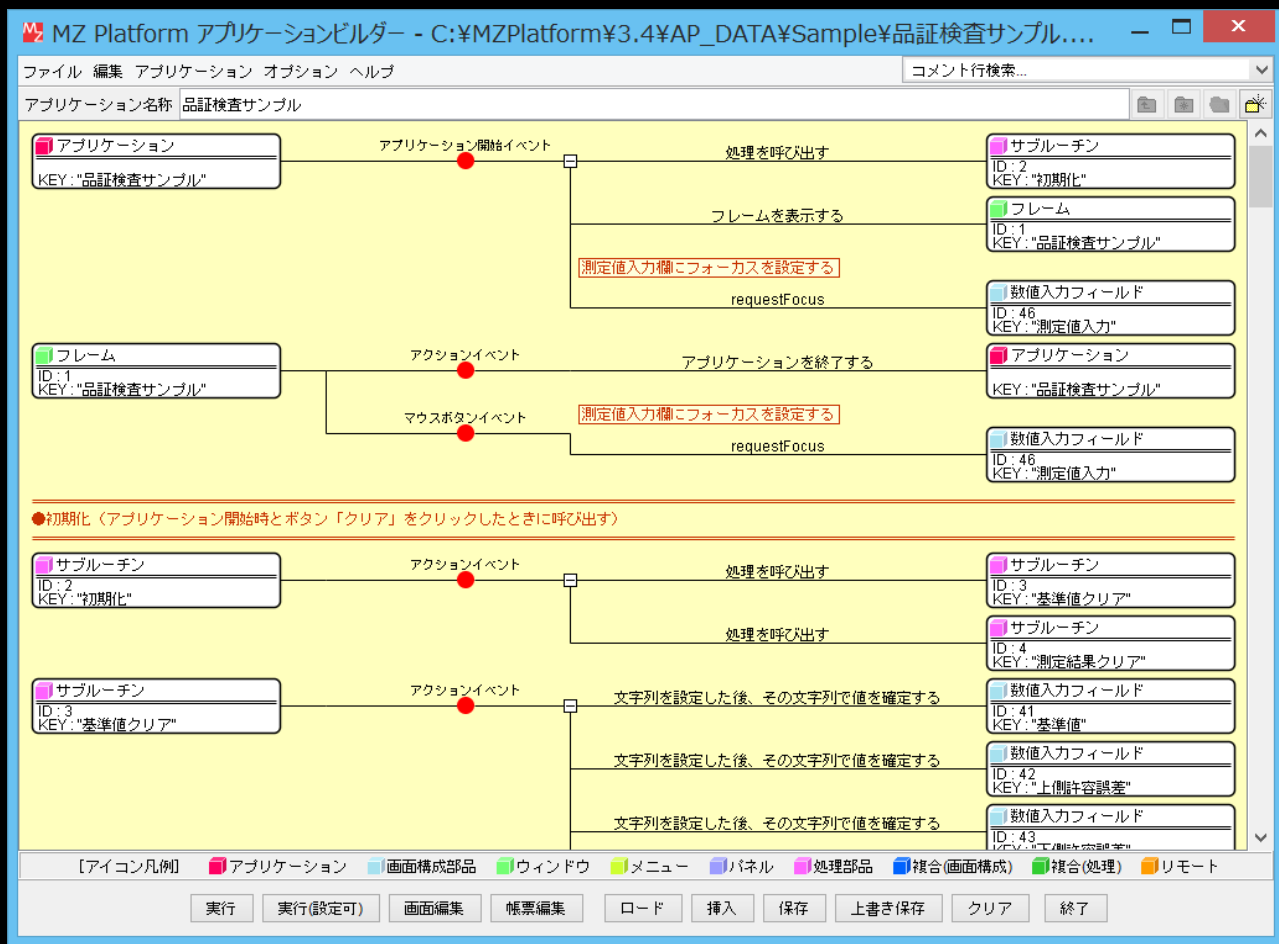 MZ Platform アプリケーションビルダー - C:¥MZPlatform¥3.4¥AP_DATA¥Sample¥品証検査サンプル....
ファイル 編集 アプリケーション オプション ヘルプ
コメント行検索...
アプリケーション名称 品証検査サンプル
アプリケーション
KEY:"品証検査サンプル"
アプリケーション開始イベント
処理を呼び出す
サブルーチン
ID:2
KEY:"初期化"
フレームを表示する
フレーム
ID:1
KEY:"品証検査サンプル"
測定値入力欄にフォーカスを設定する
requestFocus
数値入力フィールド
ID:46
KEY:"測定値入力"
フレーム
ID:1
KEY:"品証検査サンプル"
アクションイベント
アプリケーションを終了する
アプリケーション
KEY:"品証検査サンプル"
マウスボタンイベント
測定値入力欄にフォーカスを設定する
requestFocus
数値入力フィールド
ID:46
KEY:"測定値入力"
●初期化（アプリケーション開始時とボタン「クリア」をクリックしたときに呼び出す）
サブルーチン
ID:2
KEY:"初期化"
アクションイベント
処理を呼び出す
サブルーチン
ID:3
KEY:"基準値クリア"
処理を呼び出す
サブルーチン
ID:4
KEY:"測定結果クリア"
サブルーチン
ID:3
KEY:"基準値クリア"
アクションイベント
文字列を設定した後、その文字列で値を確定する
数値入力フィールド
ID:41
KEY:"基準値"
文字列を設定した後、その文字列で値を確定する
数値入力フィールド
ID:42
KEY:"上側許容誤差"
文字列を設定した後、その文字列で値を確定する
数値入力フィールド
ID:43
KEY:"下側許容誤差"
[アイコン凡例] アプリケーション 画面構成部品 ウィンドウ メニュー パネル 処理部品 複合(画面構成) 複合(処理) リモート
実行 実行(設定可) 画面編集 帳票編集 ロード 挿入 保存 上書き保存 クリア 終了